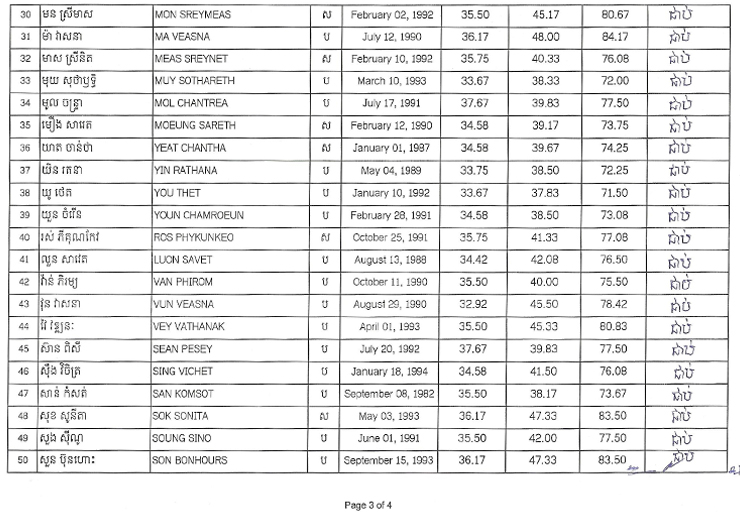 30 មន ស្រីមាស MON SREYMEAS ស February 02, 1992 35.50 45.17 80.67 ជាប់
31 ម៉ា វាសនា MA VEASNA ប July 12, 1990 36.17 48.00 84.17 ជាប់
32 មាស ស្រីនិត MEAS SREYNET ស February 10, 1992 35.75 40.33 76.08 ជាប់
33 មុយ សុថារ៉ឫទ្ធិ MUY SOTHARETH ប March 10, 1993 33.67 38.33 72.00 ជាប់
34 មូល ចន្ត្រា MOL CHANTREA ប July 17, 1991 37.67 39.83 77.50 ជាប់
35 មឿង សារេត MOEUNG SARETH ស February 12, 1990 34.58 39.17 73.75 ជាប់
36 យាត ចាន់ថា YEAT CHANTHA ស January 01, 1987 34.58 39.67 74.25 ជាប់
37 យិន រតនា YIN RATHANA ប May 04, 1989 33.75 38.50 72.25 ជាប់
38 យូ ថេត YOU THET ប January 10, 1992 33.67 37.83 71.50 ជាប់
39 យួន ចំរើន YOUN CHAMROEUN ប February 28, 1991 34.58 38.50 73.08 ជាប់
40 រស់ ភីគុណកែវ ROS PHYKUNKEO ស October 25, 1991 35.75 41.33 77.08 ជាប់
41 លួន សាវេត LUON SAVET ប August 13, 1988 34.42 42.08 76.50 ជាប់
42 វ៉ាន់ ភិរម្យ VAN PHIROM ប October 11, 1990 35.50 40.00 75.50 ជាប់
43 វុន វាសនា VUN VEASNA ប August 29, 1990 32.92 45.50 78.42 ជាប់
44 វ៉ី VEY VATHANAK ប April 01, 1993 35.50 45.33 80.83 ជាប់
45 ស៊ាន ពិសី SEAN PESEY ប July 20, 1992 37.67 39.83 77.50 ជាប់
46 ស៊ឹង វិចិត្រ SING VICHET ប January 18, 1994 34.58 41.50 76.08 ជាប់
47 សាន់ កំសត់ SAN KOMSOT ប September 08, 1982 35.50 38.17 73.67 ជាប់
48 សុខ សូនីតា SOK SONITA ស May 03, 1993 36.17 47.33 83.50 ជាប់
49 សួង ស៊ីណូ SOUNG SINO ប June 01, 1991 35.50 42.00 77.50 ជាប់
50 សួន ប៊ុនហោះ SON BONHOURS ប September 15, 1993 36.17 47.33 83.50 ជាប់
Page 3 of 4